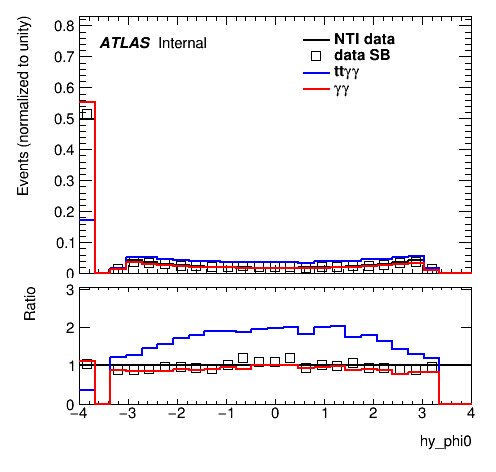 Events (normalized to unity)
ATLAS Internal
NTI data
data SB
ttγγ
γγ
0.8
0.7
0.6
0.5
0.4
0.3
0.2
0.1
0
Ratio
3
2
1
0
−4 −3 −2 −1 0 1 2 3 4
hy_phi0